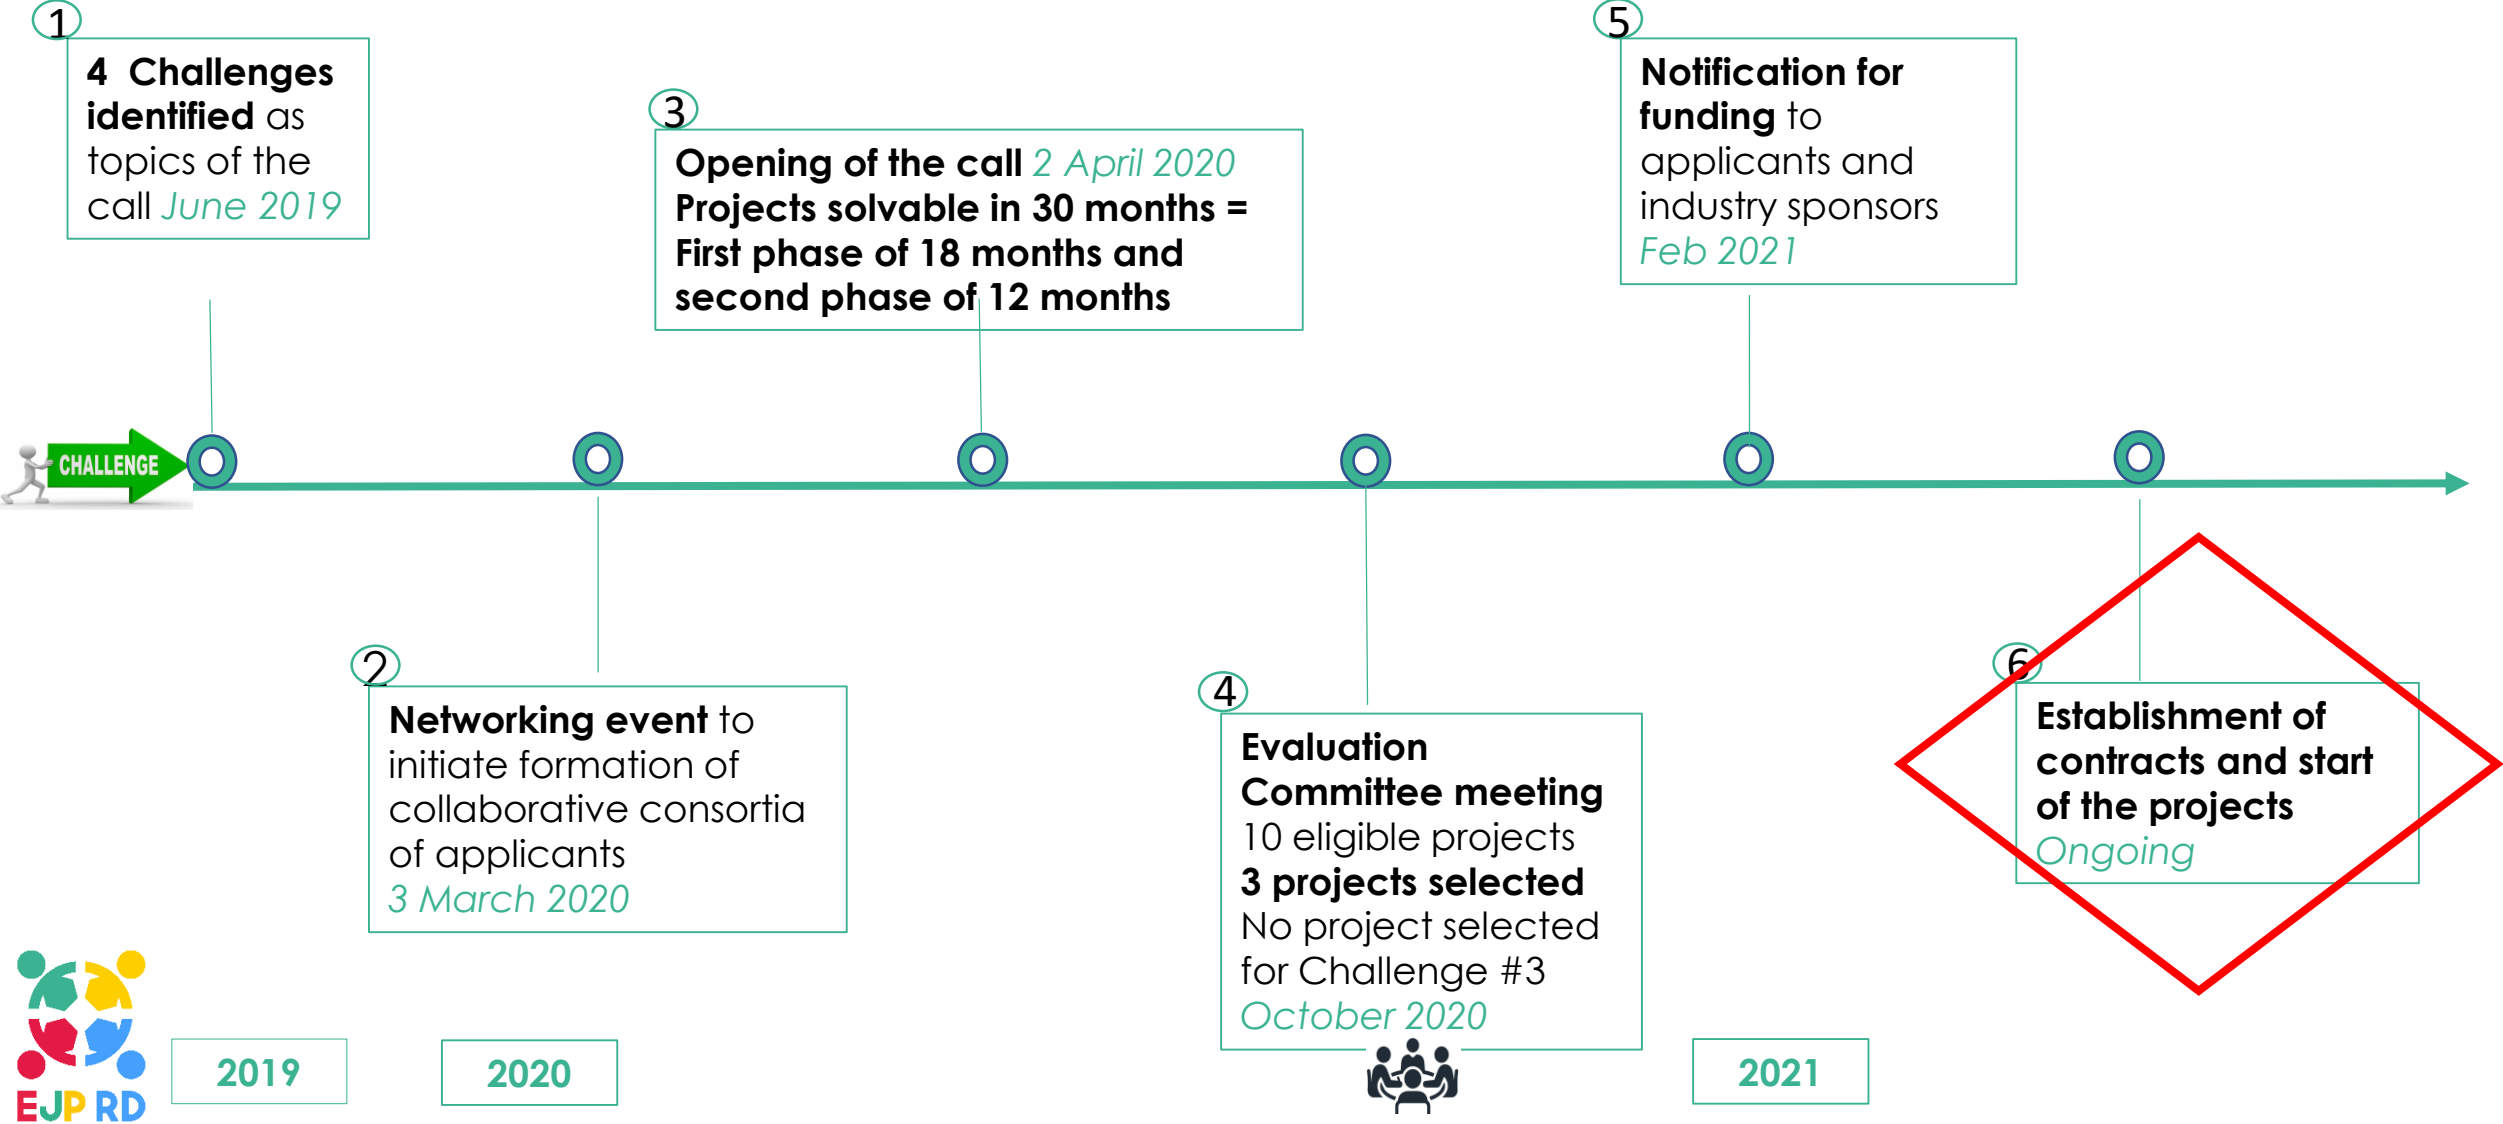 1
4 Challenges
identified as
topics of the
call June 2019
3
Opening of the call 2 April 2020
Projects solvable in 30 months =
First phase of 18 months and
second phase of 12 months
5
Notification for
funding to
applicants and
industry sponsors
Feb 2021
CHALLENGE
2
Networking event to
initiate formation of
collaborative consortia
of applicants
3 March 2020
4
Evaluation
Committee meeting
10 eligible projects
3 projects selected
No project selected
for Challenge #3
October 2020
6
Establishment of
contracts and start
of the projects
Ongoing
EJP RD
2019
2020
2021